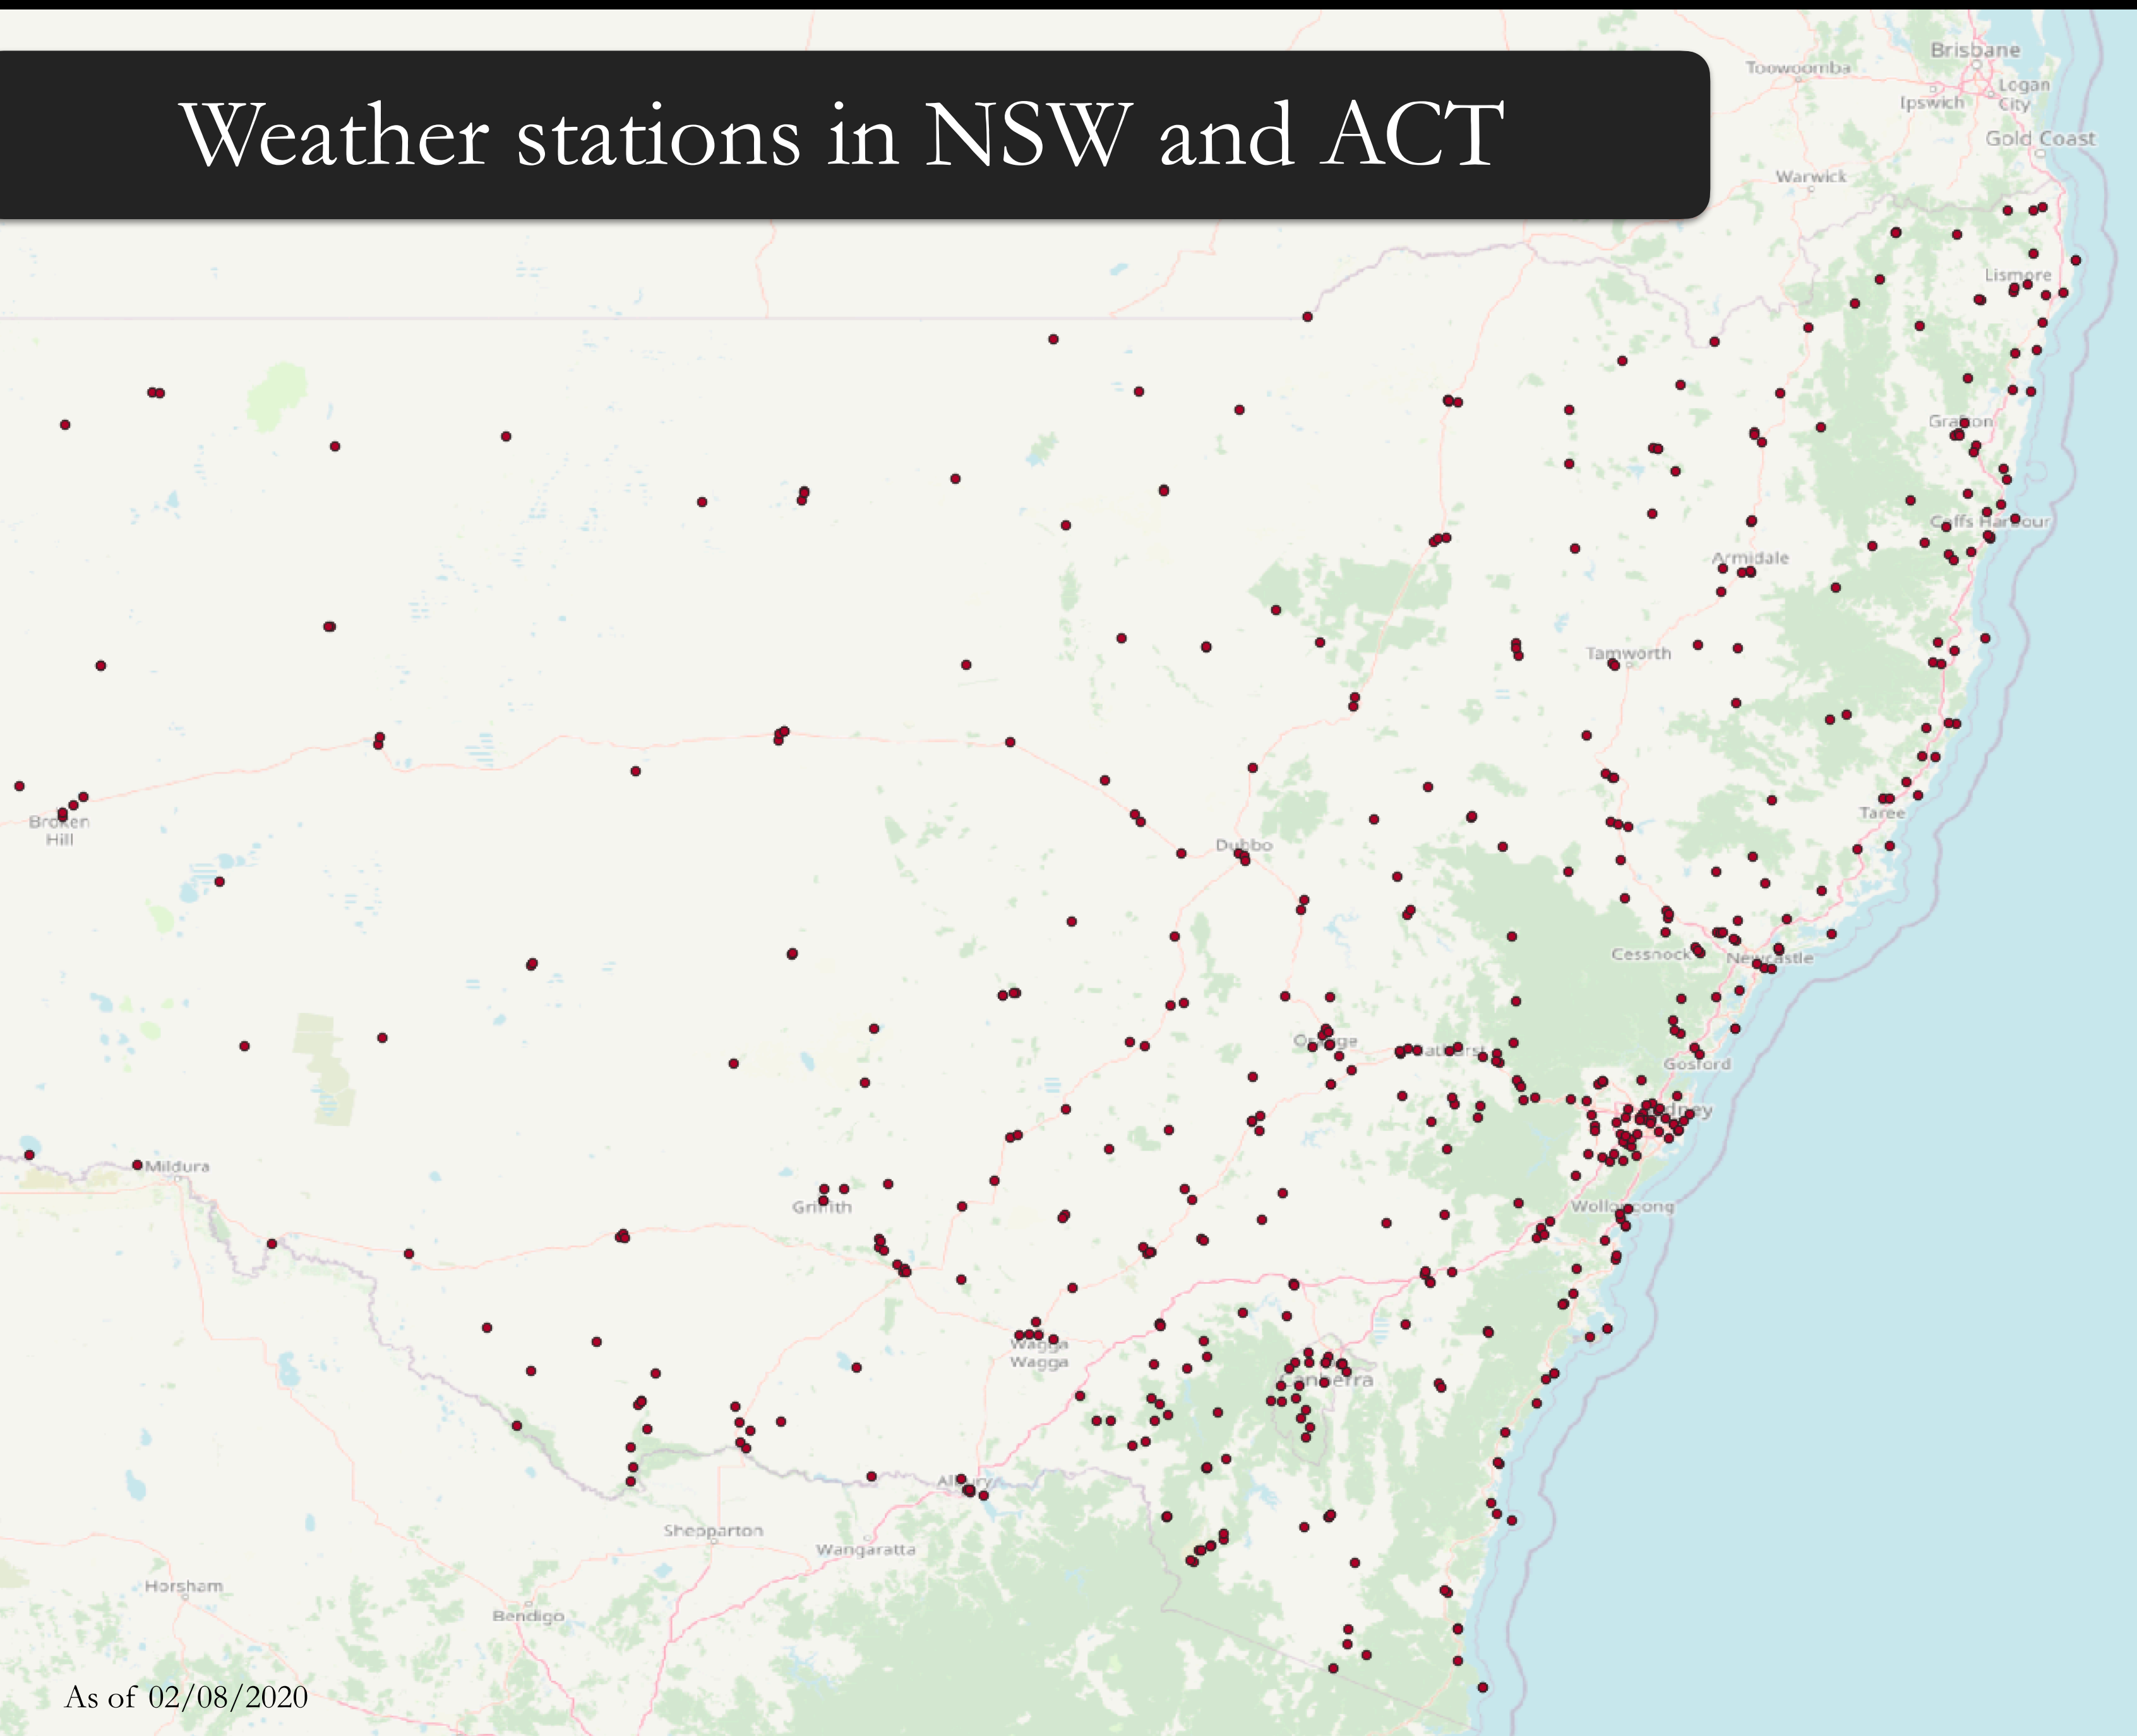 Brisbane
Toowoomba
Logan
City
Ipswich
Weather stations in NSW and ACT
Gold Coast
Warwick
Lismore
Grafton
Coffs Harbour
Armidale
Tamworth
Taree
Broken
Hill
Dubbo
Cessnock
Newcastle
Orange
Bathurst
Gosford
Sydney
Mildura
Griffith
Wollongong
Wagga
Wagga
Canberra
Albury
Shepparton
Wangaratta
Horsham
Bendigo
As of 02/08/2020